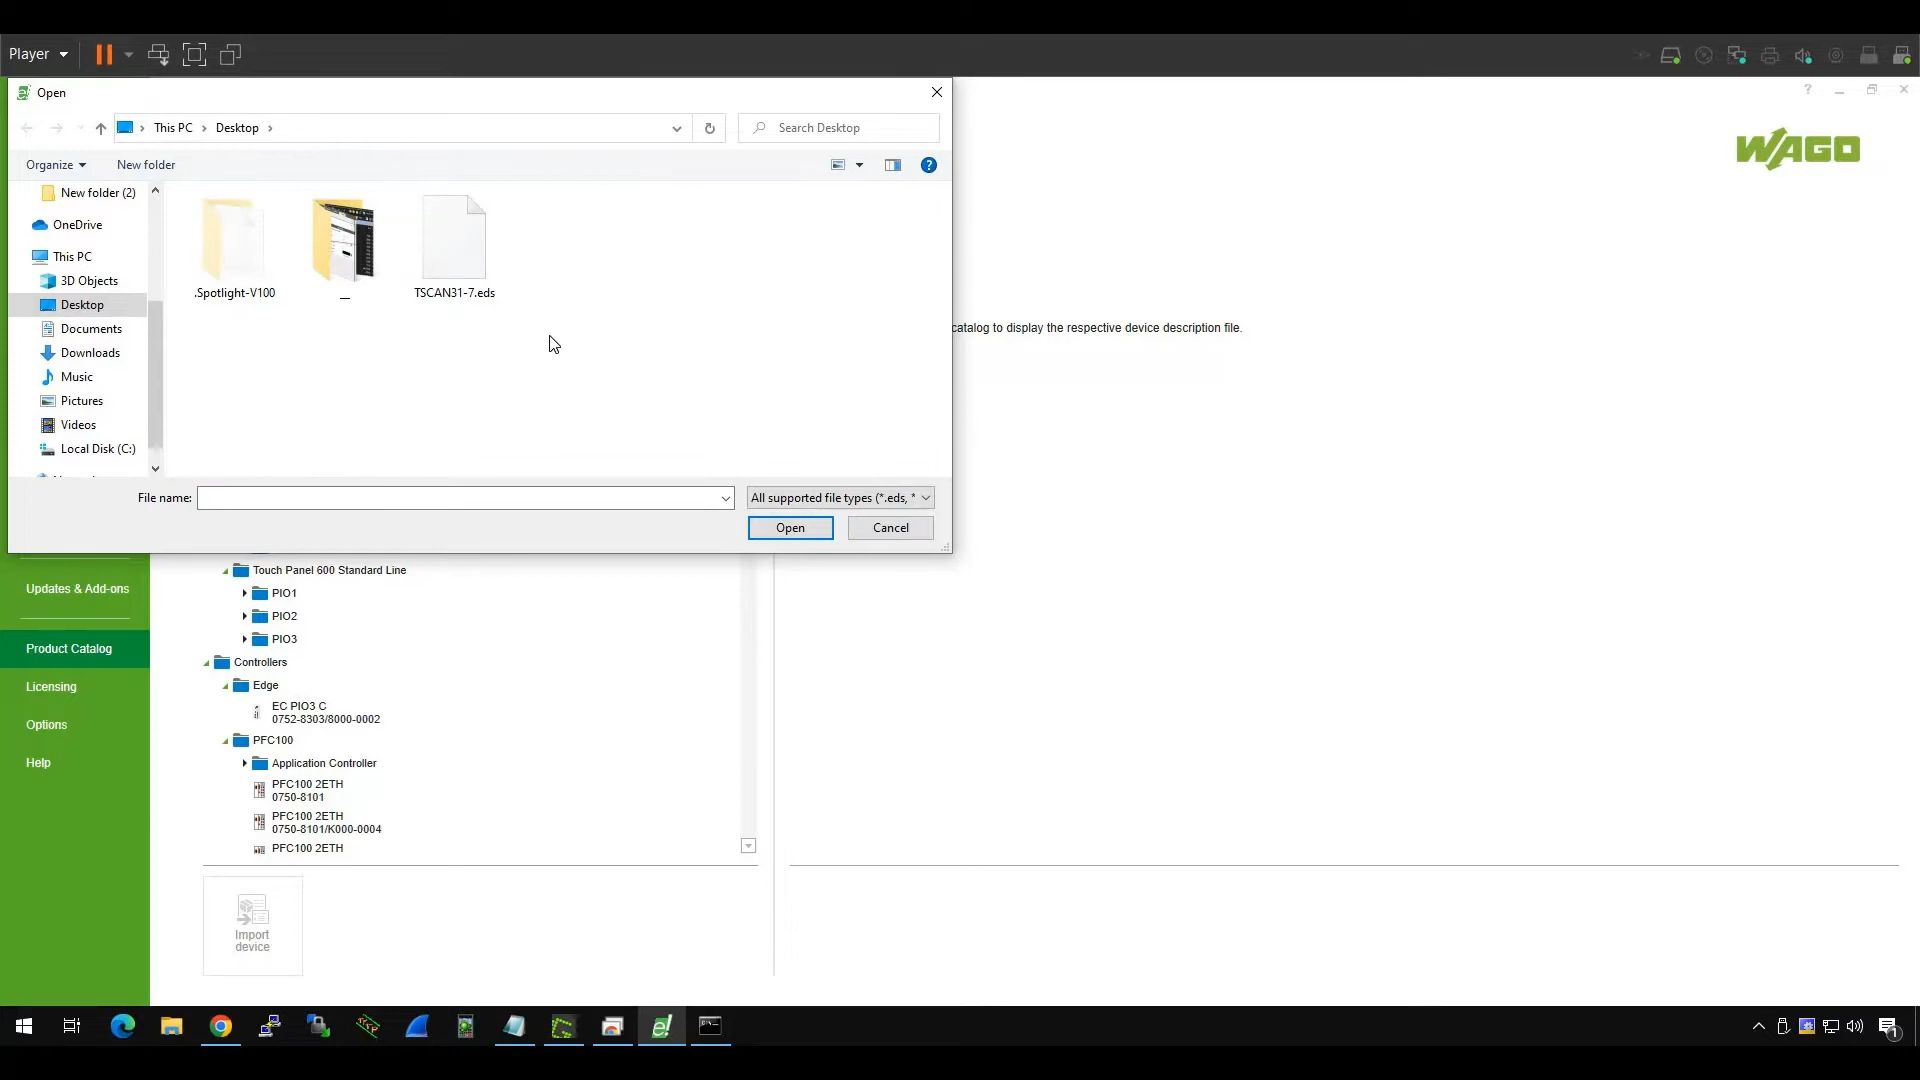 Player
Open
This PC
Desktop
Search Desktop
Organize
New folder
?
New folder (2)
OneDrive
This PC
3D Objects
Desktop
Documents
Downloads
Music
Pictures
Videos
Local Disk (C:)
.Spotlight-V100
__
TSCAN31-7.eds
File name:
All supported file types (*.eds, *
Open
Cancel
?
WAGO
catalog to display the respective device description file.
Updates & Add-ons
Product Catalog
Licensing
Options
Help
Touch Panel 600 Standard Line
PIO1
PIO2
PIO3
Controllers
Edge
EC PIO3 C
0752-8303/8000-0002
PFC100
Application Controller
PFC100 2ETH
0750-8101
PFC100 2ETH
0750-8101/K000-0004
PFC100 2ETH
Import
device
e!
1